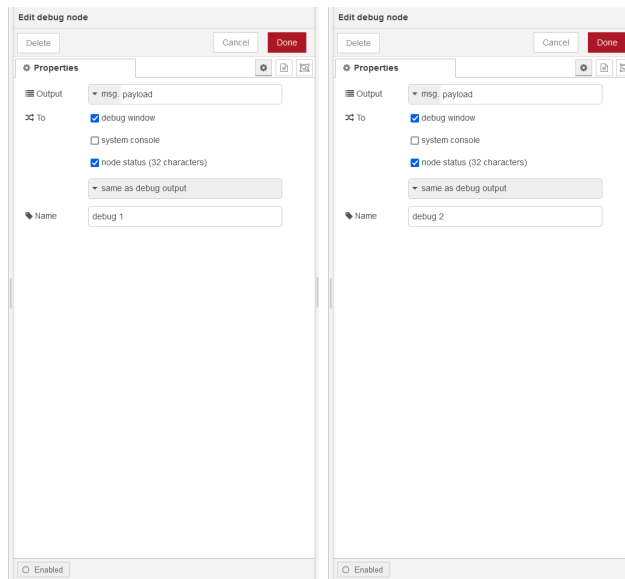 Edit debug node
Delete
Cancel
Done
Properties
Output
msg. payload
To
debug window
system console
node status (32 characters)
same as debug output
Name
debug 1
Enabled
Edit debug node
Delete
Cancel
Done
Properties
Output
msg. payload
To
debug window
system console
node status (32 characters)
same as debug output
Name
debug 2
Enabled